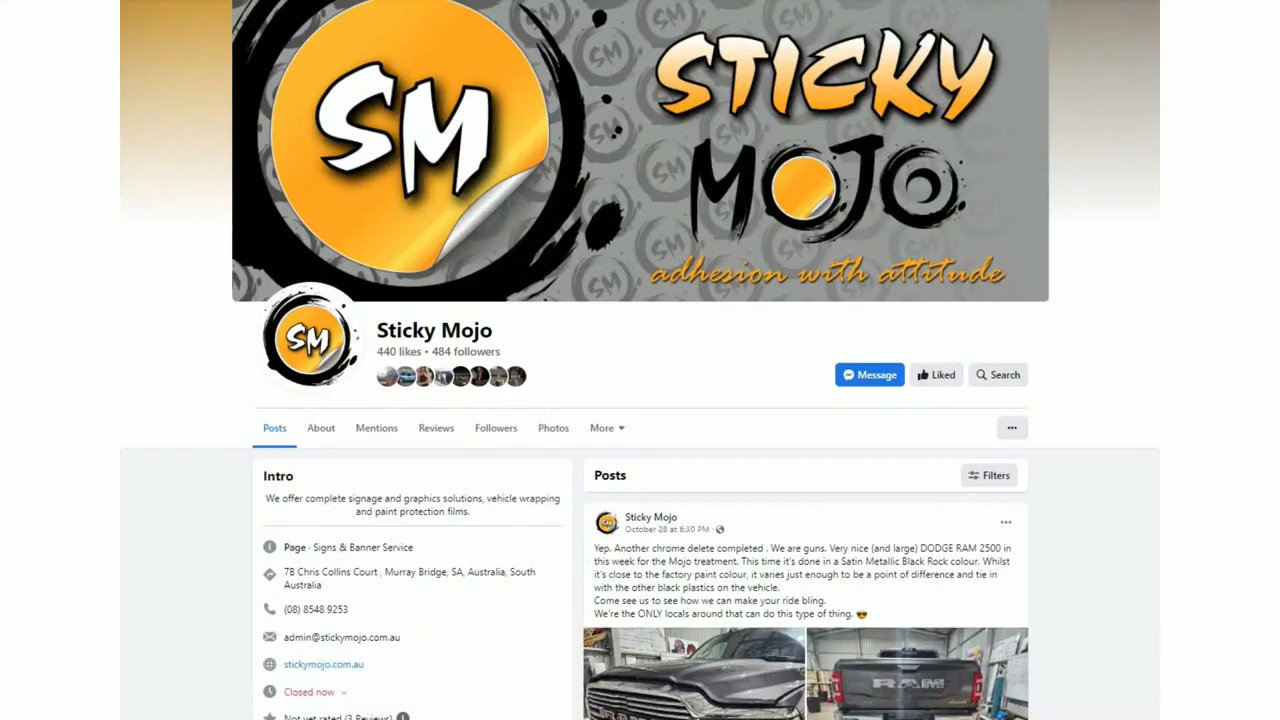 SM
STICKY
MOJO
adhesion with attitude
SM
Sticky Mojo
440 likes • 484 followers
Message
Liked
Search
Posts
About
Mentions
Reviews
Followers
Photos
More
Intro
We offer complete signage and graphics solutions, vehicle wrapping
and paint protection films.
Page · Signs & Banner Service
7B Chris Collins Court , Murray Bridge, SA, Australia, South
Australia
(08) 8548 9253
admin@stickymojo.com.au
stickymojo.com.au
Closed now
Not yet rated (3 Reviews)
Posts
Filters
SM
Sticky Mojo
October 28 at 6:30 PM ·
Yep. Another chrome delete completed . We are guns. Very nice (and large) DODGE RAM 2500 in
this week for the Mojo treatment. This time it's done in a Satin Metallic Black Rock colour. Whilst
it's close to the factory paint colour, it varies just enough to be a point of difference and tie in
with the other black plastics on the vehicle.
Come see us to see how we can make your ride bling.
We're the ONLY locals around that can do this type of thing. 😎
RAM
RAM